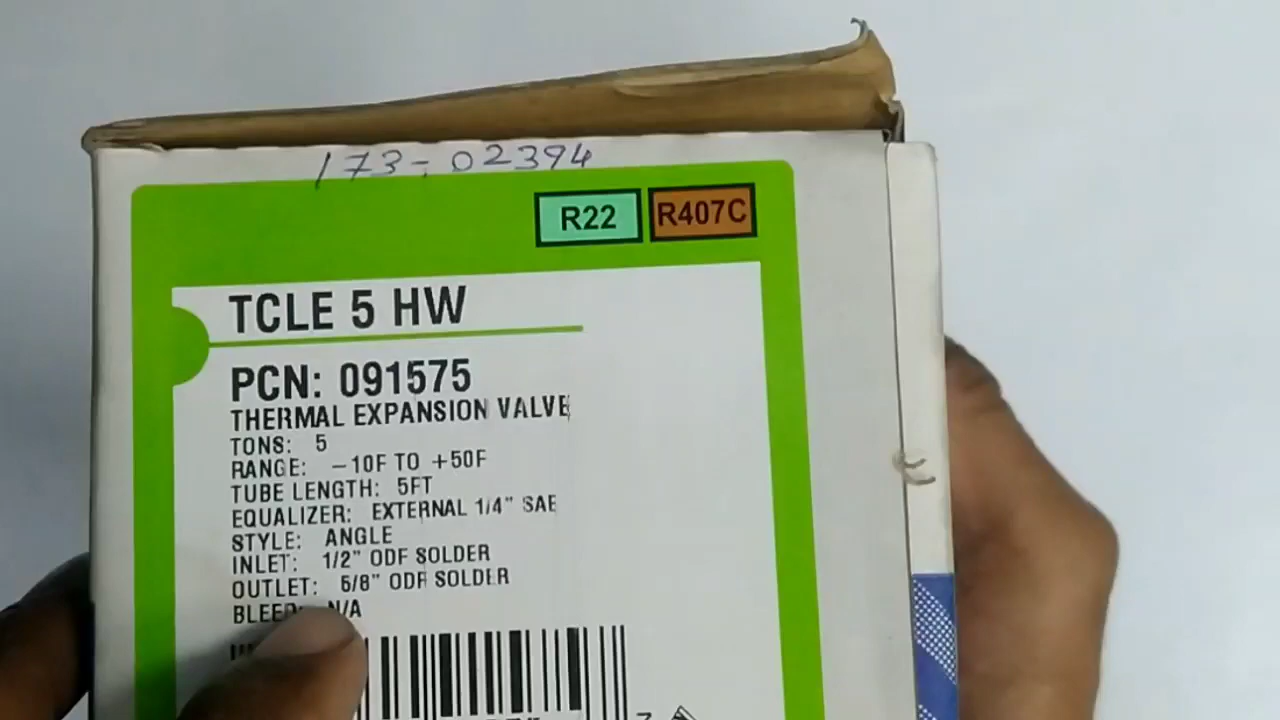 173-02394
R22 R407C
TCLE 5 HW
PCN: 091575
THERMAL EXPANSION VALVE
TONS: 5
RANGE: -10F TO +50F
TUBE LENGTH: 5FT
EQUALIZER: EXTERNAL 1/4" SAE
STYLE: ANGLE
INLET: 1/2" ODF SOLDER
OUTLET: 5/8" ODF SOLDER
BLEED: N/A